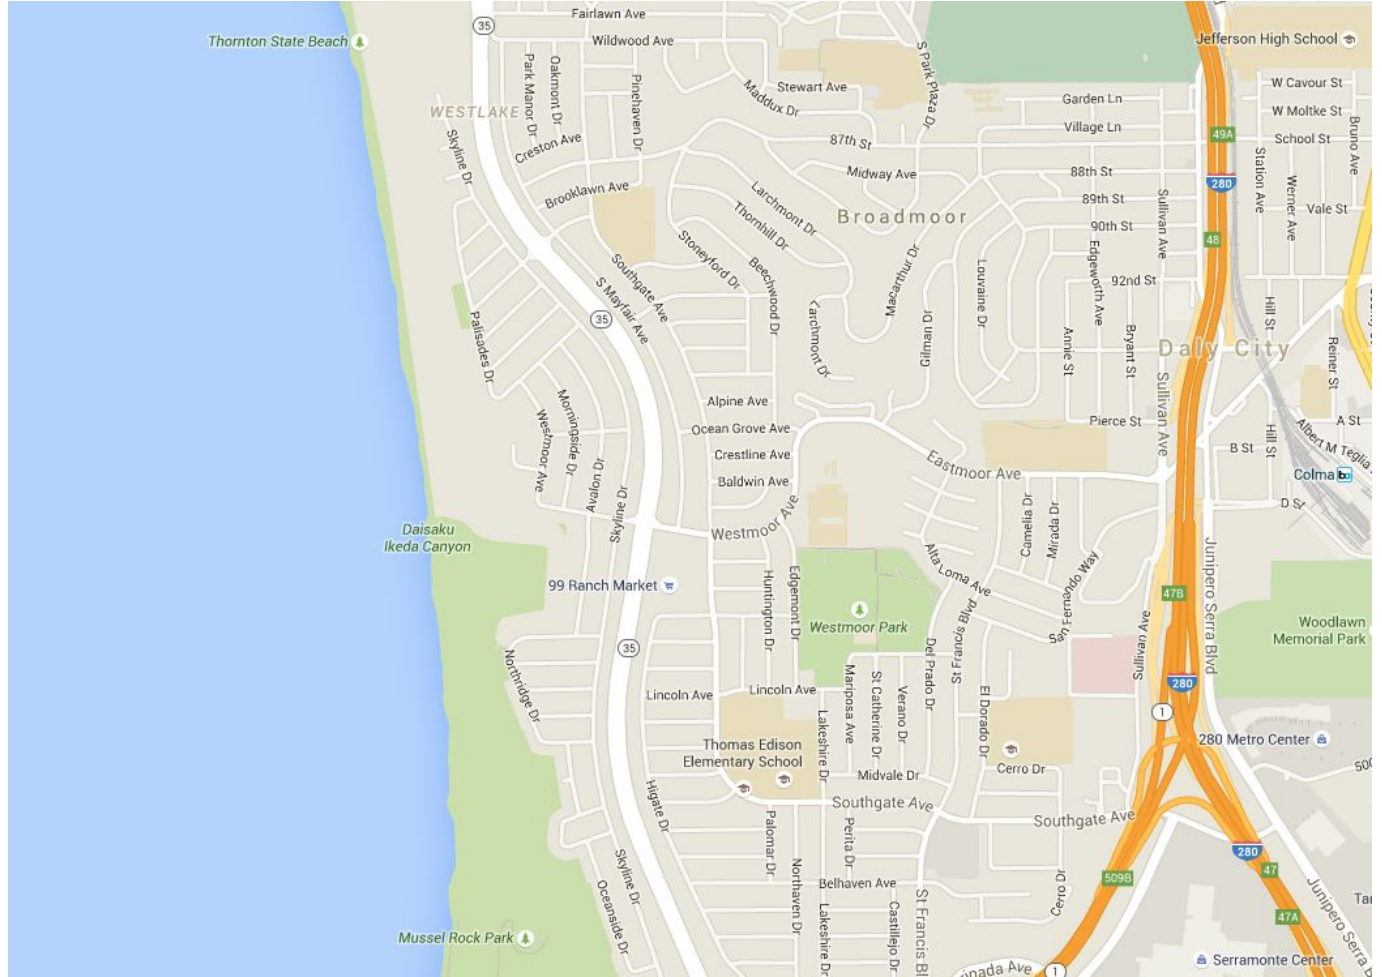 35
Fairlawn Ave
Thornton State Beach
Wildwood Ave
Jefferson High School
S Park Plaza Dr
Park Manor Dr
Oakmont Dr
Pinehaven Dr
Maddux Dr
Stewart Ave
Garden Ln
W Cavour St
WESTLAKE
W Moltke St
Village Ln
Bruno Ave
Skyline Dr
Creston Ave
87th St
49A
School St
Midway Ave
88th St
280
Station Ave
Werner Ave
Brooklawn Ave
Larchmont Dr
89th St
Sullivan Ave
Vale St
Thornhill Dr
Broadmoor
90th St
48
Stoneyford Dr
Beechwood Dr
Macarthur Dr
Louvaine Dr
Edgeworth Ave
92nd St
Southgate Ave
S Mayfair Ave
35
Larchmont Dr
Gilman Dr
Hill St
Palisades Dr
Annie St
Bryant St
Daly City
Reiner St
Sullivan Ave
Alpine Ave
Westmoor Ave
Morningside Dr
Ocean Grove Ave
Pierce St
A St
Albert M Teglia
Crestline Ave
Eastmoor Ave
B St
Hill St
Avalon Dr
Baldwin Ave
Colma
ba
Skyline Dr
Camelia Dr
Mirada Dr
D St
Daisaku
Ikeda Canyon
Westmoor Ave
Alta Loma Ave
Junipero Serra Blvd
99 Ranch Market
Huntington Dr
Edgemont Dr
San Fernando Way
47B
Westmoor Park
St Francis Blvd
Sullivan Ave
Woodlawn
Memorial Park
35
Del Prado Dr
Northridge Dr
Lincoln Ave
Lincoln Ave
Mariposa Ave
St Catherine Dr
Verano Dr
El Dorado Dr
280
1
Thomas Edison
Elementary School
Lakeshire Dr
280 Metro Center
Midvale Dr
Cerro Dr
500
Higate Dr
Southgate Ave
Southgate Ave
Palomar Dr
Perita Dr
280
Skyline Dr
509B
47
Belhaven Ave
Cerro Dr
Oceanside Dr
Northaven Dr
Lakeshire Dr
Castillejo Dr
St Francis Bl
Junipero Serra B
Tar
47A
Mussel Rock Park
nada Ave
1
Serramonte Center